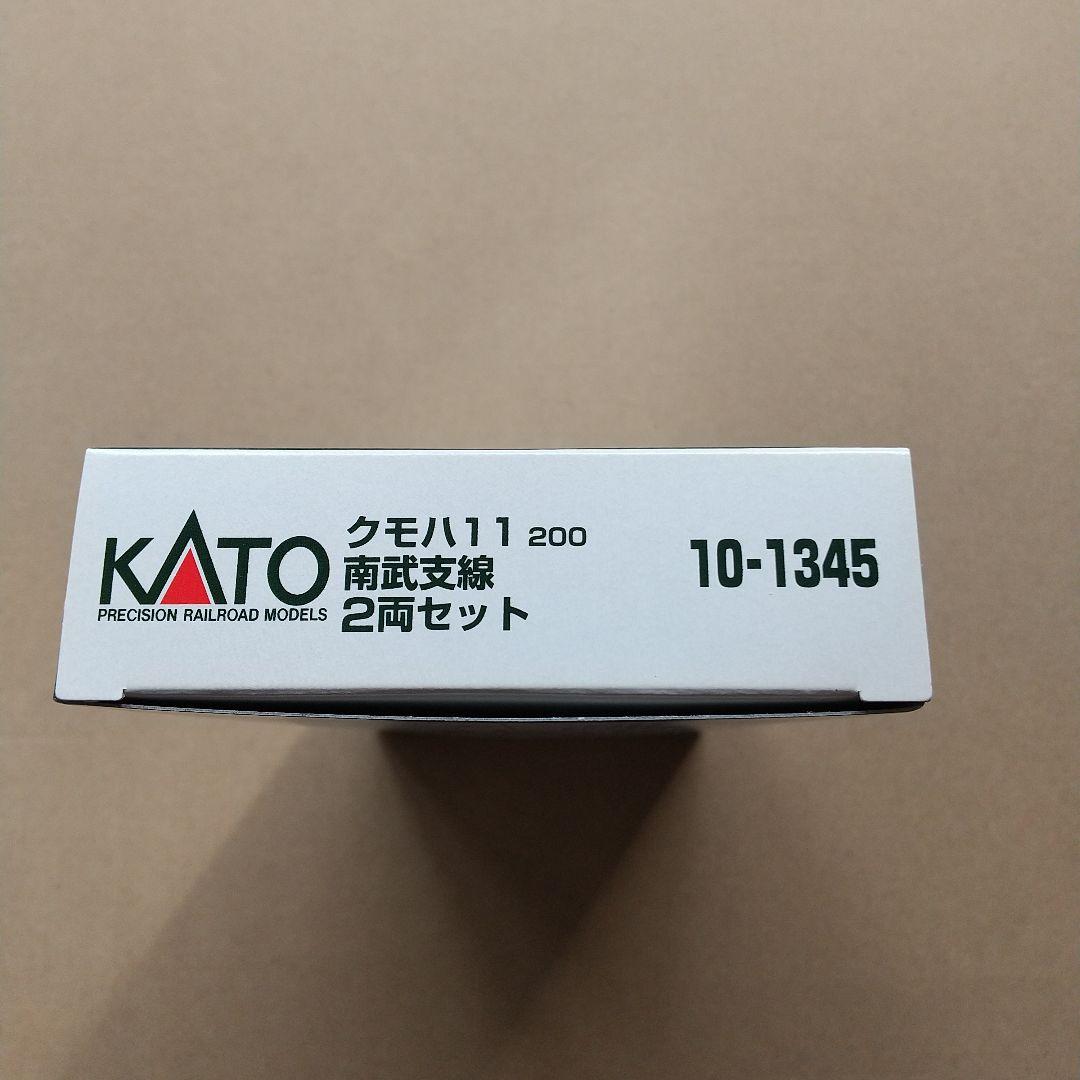 KATO
PRECISION RAILROAD MODELS
クモハ11 200
南武支線
2両セット
10-1345